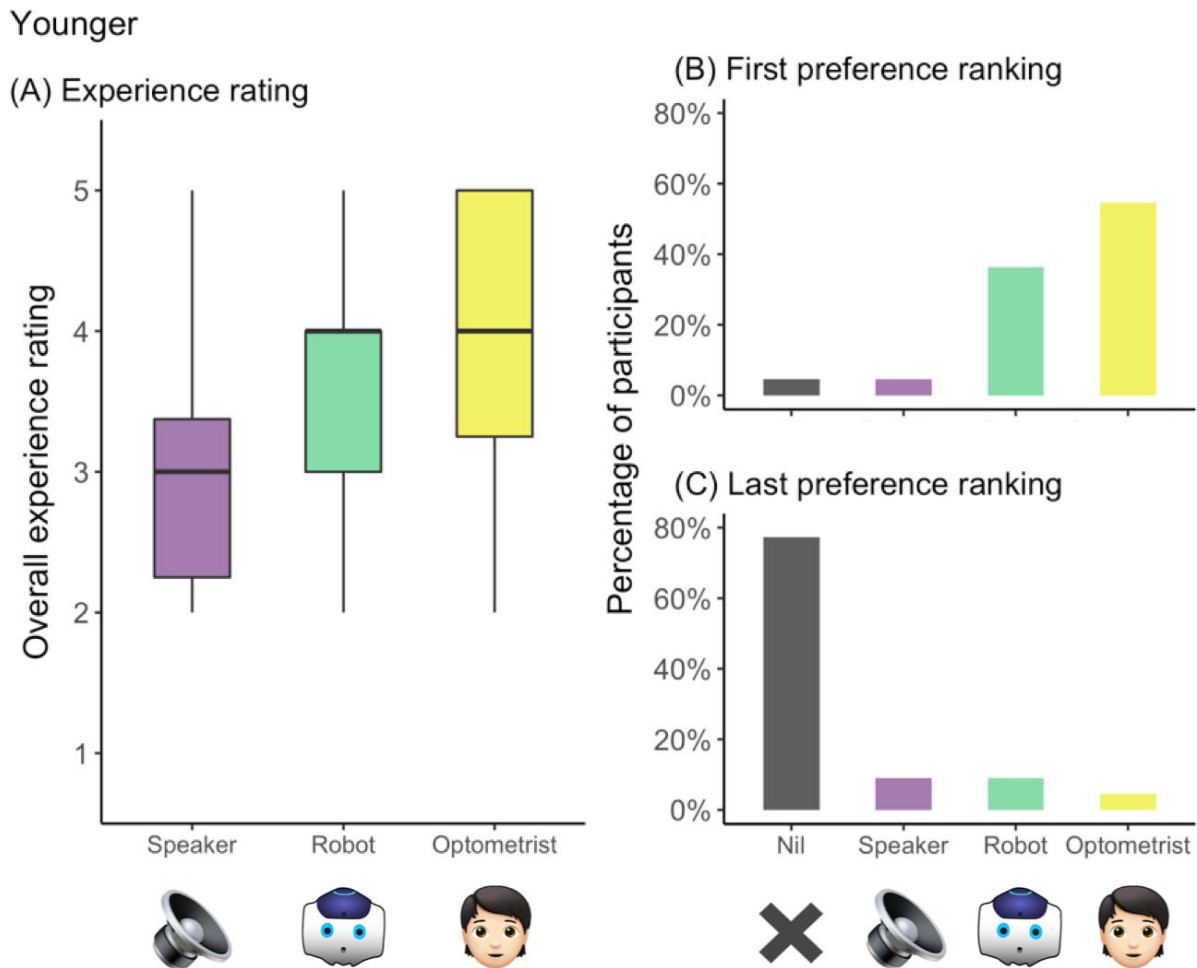 Younger
(A) Experience rating
Overall experience rating
5
4
3
2
1
Speaker Robot Optometrist
(B) First preference ranking
Percentage of participants
80%
60%
40%
20%
0%
(C) Last preference ranking
80%
60%
40%
20%
0%
Nil Speaker Robot Optometrist